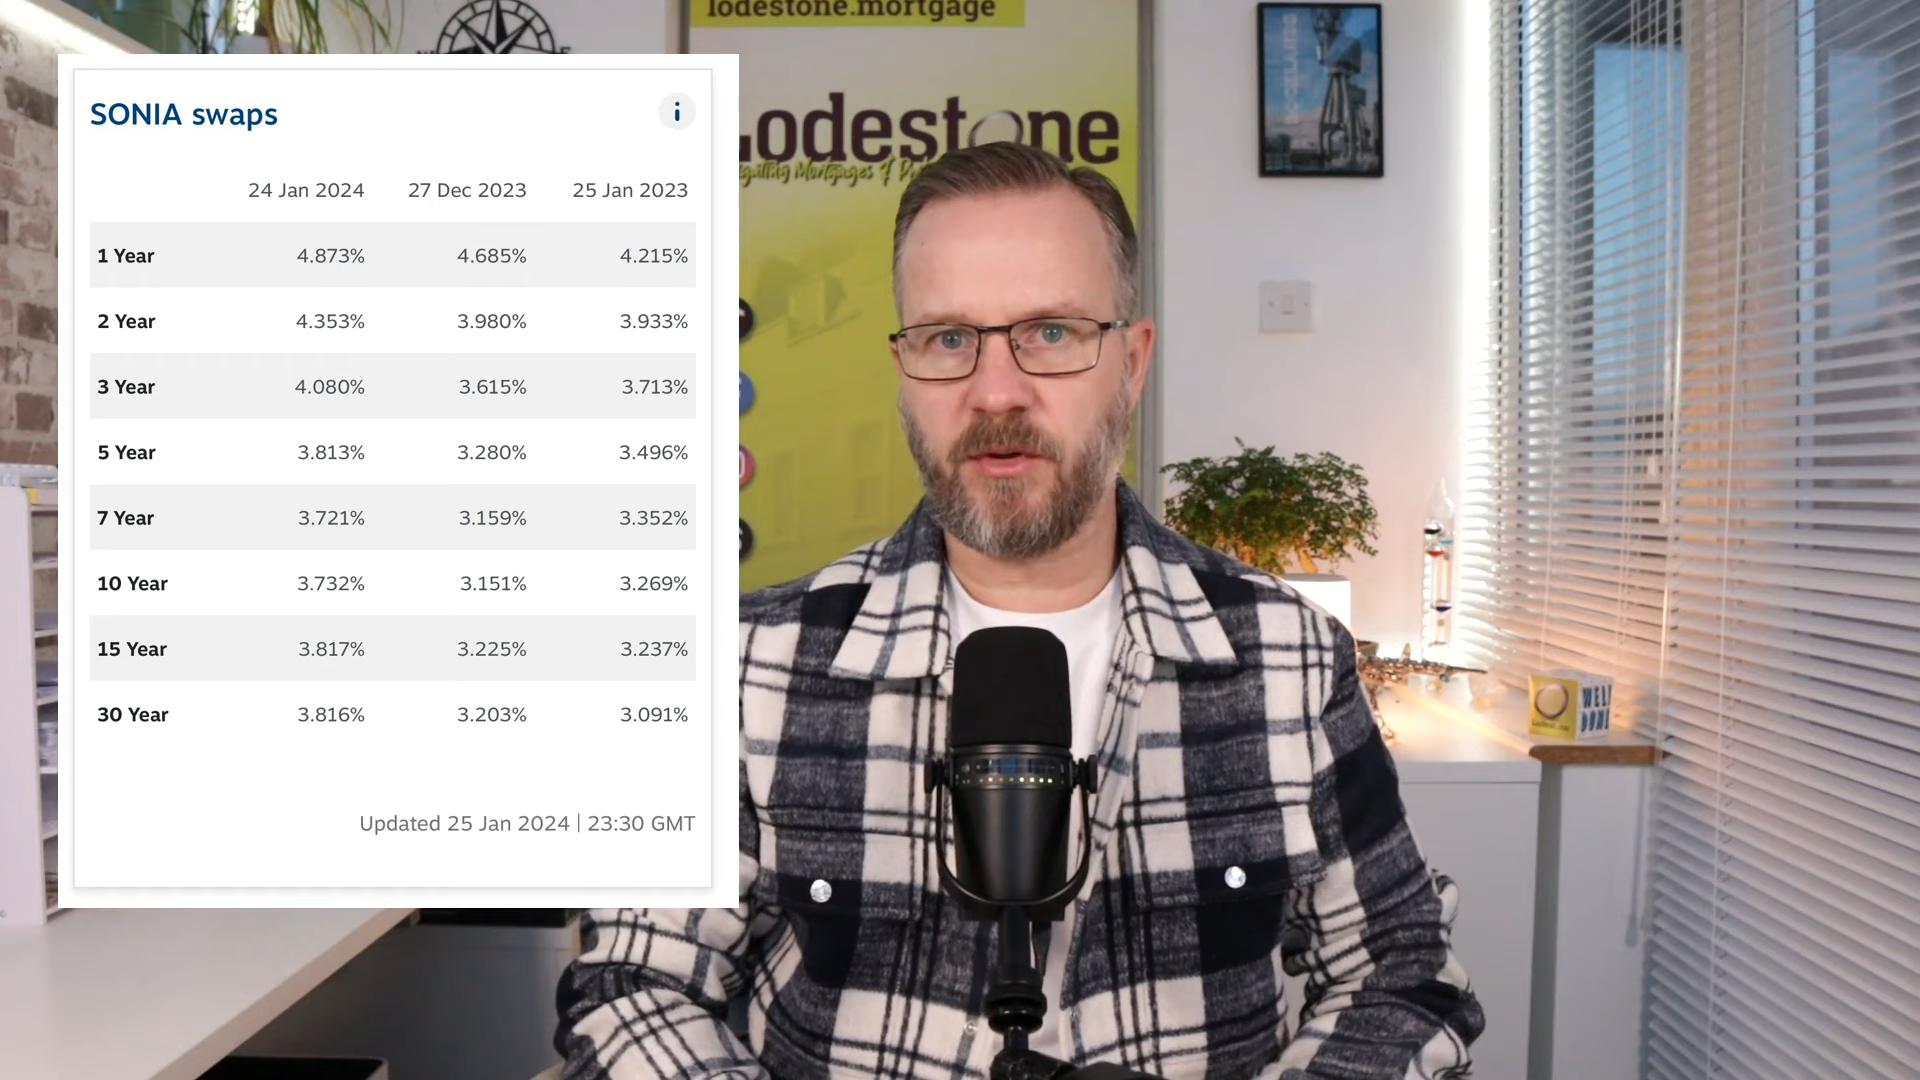 lodestone.mortgage
Lodestone
SONIA swaps
i
24 Jan 2024 27 Dec 2023 25 Jan 2023
1 Year 4.873% 4.685% 4.215%
2 Year 4.353% 3.980% 3.933%
3 Year 4.080% 3.615% 3.713%
5 Year 3.813% 3.280% 3.496%
7 Year 3.721% 3.159% 3.352%
10 Year 3.732% 3.151% 3.269%
15 Year 3.817% 3.225% 3.237%
30 Year 3.816% 3.203% 3.091%
Updated 25 Jan 2024 | 23:30 GMT
WELL
DONE